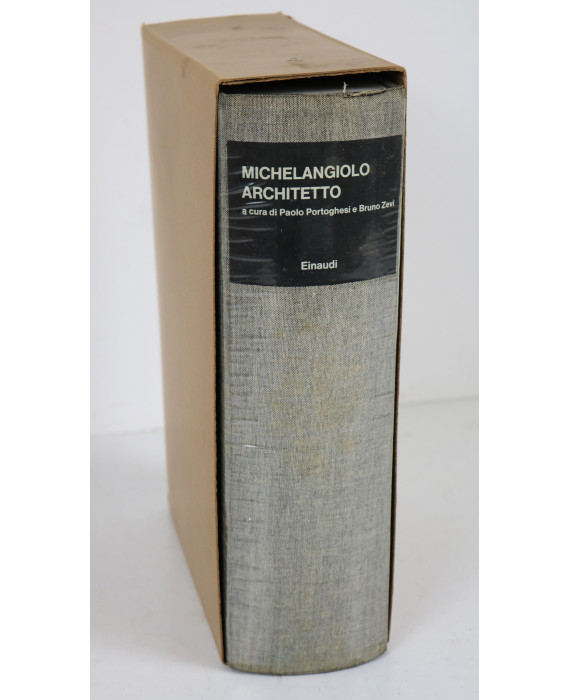 MICHELANGIOLO
ARCHITETTO
a cura di Paolo Portoghesi e Bruno Zevi
Einaudi